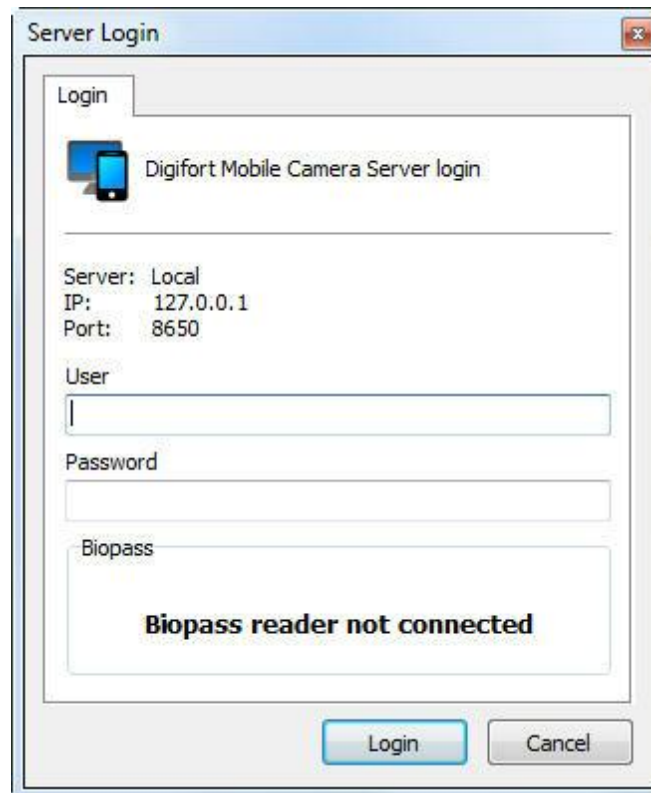 Server Login
Login
Digifort Mobile Camera Server login
Server: Local
IP: 127.0.0.1
Port: 8650
User
Password
Biopass
Biopass reader not connected
Login Cancel